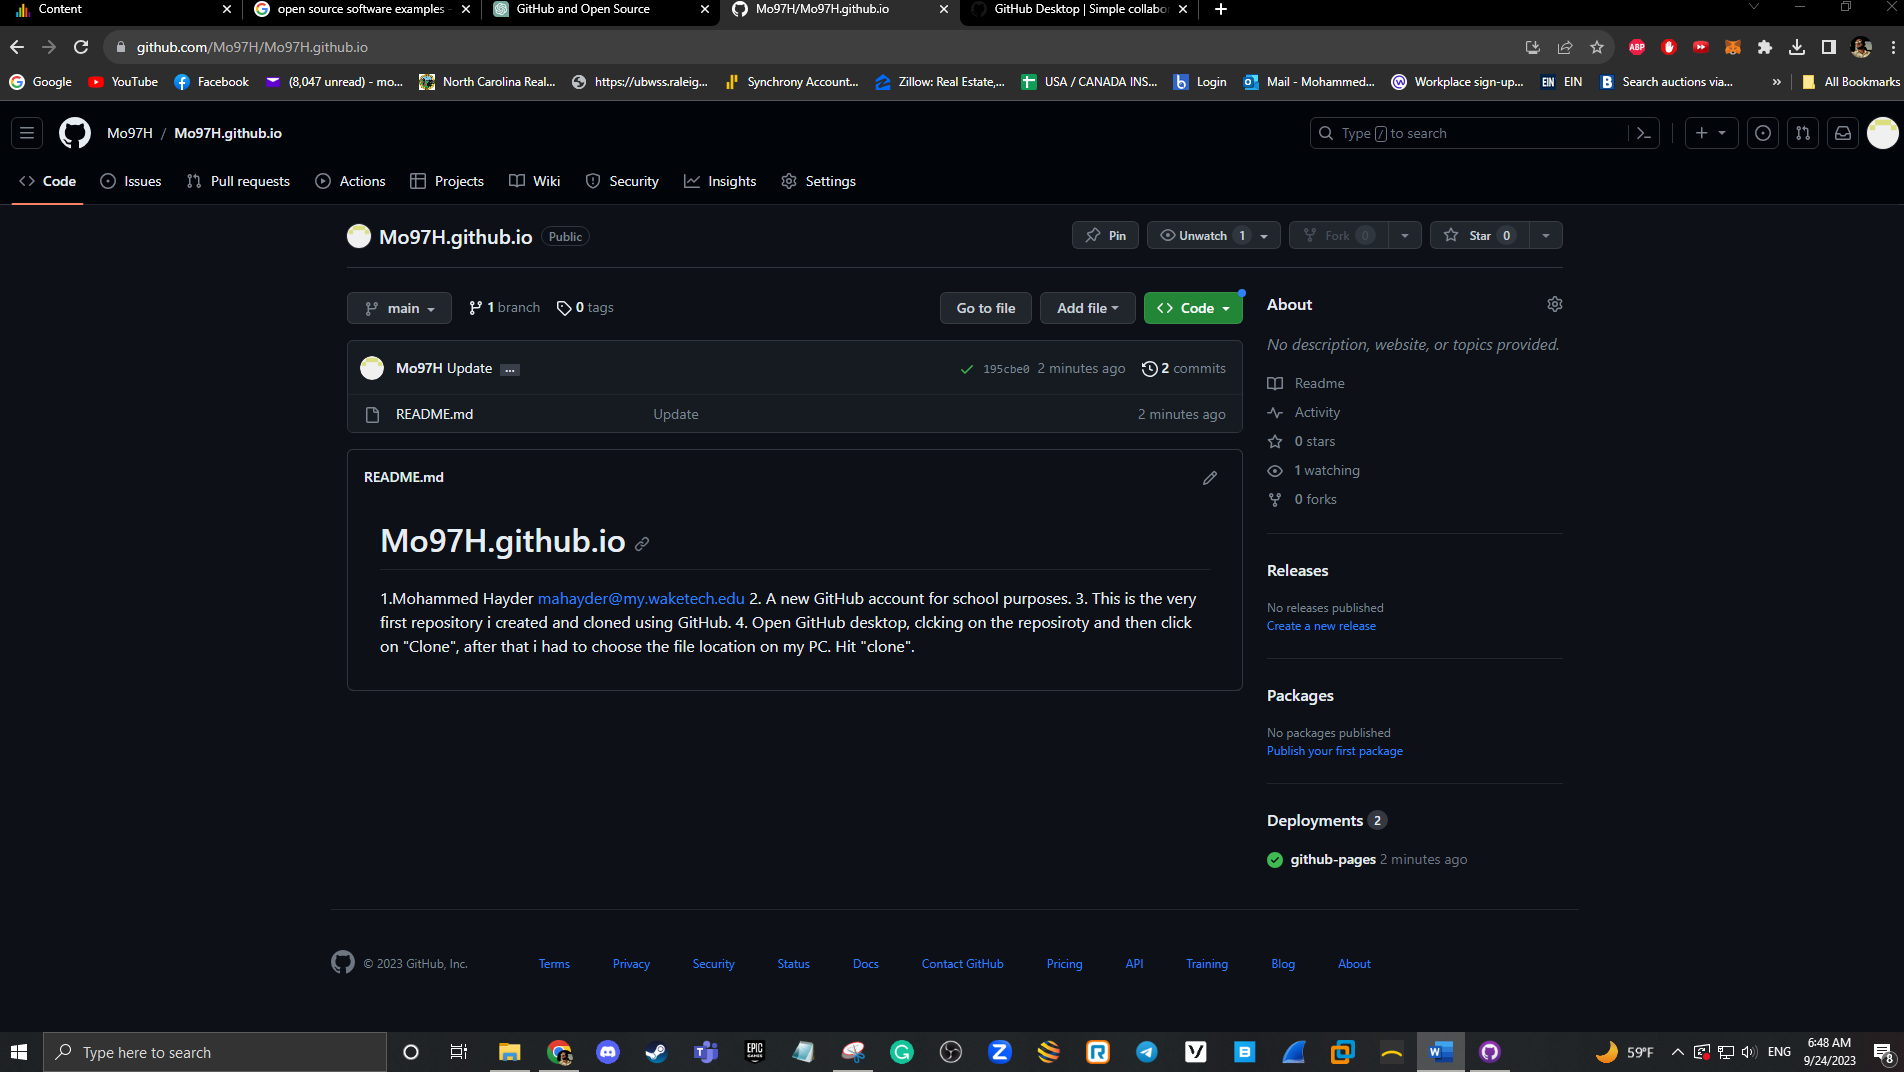 Content
open source software examples -
GitHub and Open Source
Mo97H/Mo97H.github.io
GitHub Desktop | Simple collabo
github.com/Mo97H/Mo97H.github.io
ABP
Google YouTube Facebook (8,047 unread) - mo... North Carolina Real... https://ubwss.raleig... Synchrony Account... Zillow: Real Estate,... USA / CANADA INS... Login Mail - Mohammed... Workplace sign-up... EIN EIN Search auctions via... » All Bookmarks
Mo97H / Mo97H.github.io
Type / to search
Code Issues Pull requests Actions Projects Wiki Security Insights Settings
Mo97H.github.io Public
Pin Unwatch 1 Fork 0 Star 0
main 1 branch 0 tags
Go to file Add file Code
Mo97H Update ...
195cbe0 2 minutes ago 2 commits
README.md Update 2 minutes ago
README.md
Mo97H.github.io
1.Mohammed Hayder mahayder@my.waketech.edu 2. A new GitHub account for school purposes. 3. This is the very
first repository i created and cloned using GitHub. 4. Open GitHub desktop, clcking on the reposiroty and then click
on "Clone", after that i had to choose the file location on my PC. Hit "clone".
About
No description, website, or topics provided.
Readme
Activity
0 stars
1 watching
0 forks
Releases
No releases published
Create a new release
Packages
No packages published
Publish your first package
Deployments 2
github-pages 2 minutes ago
© 2023 GitHub, Inc. Terms Privacy Security Status Docs Contact GitHub Pricing API Training Blog About
Type here to search
EPIC GAMES
59°F
ENG
6:48 AM
9/24/2023
8